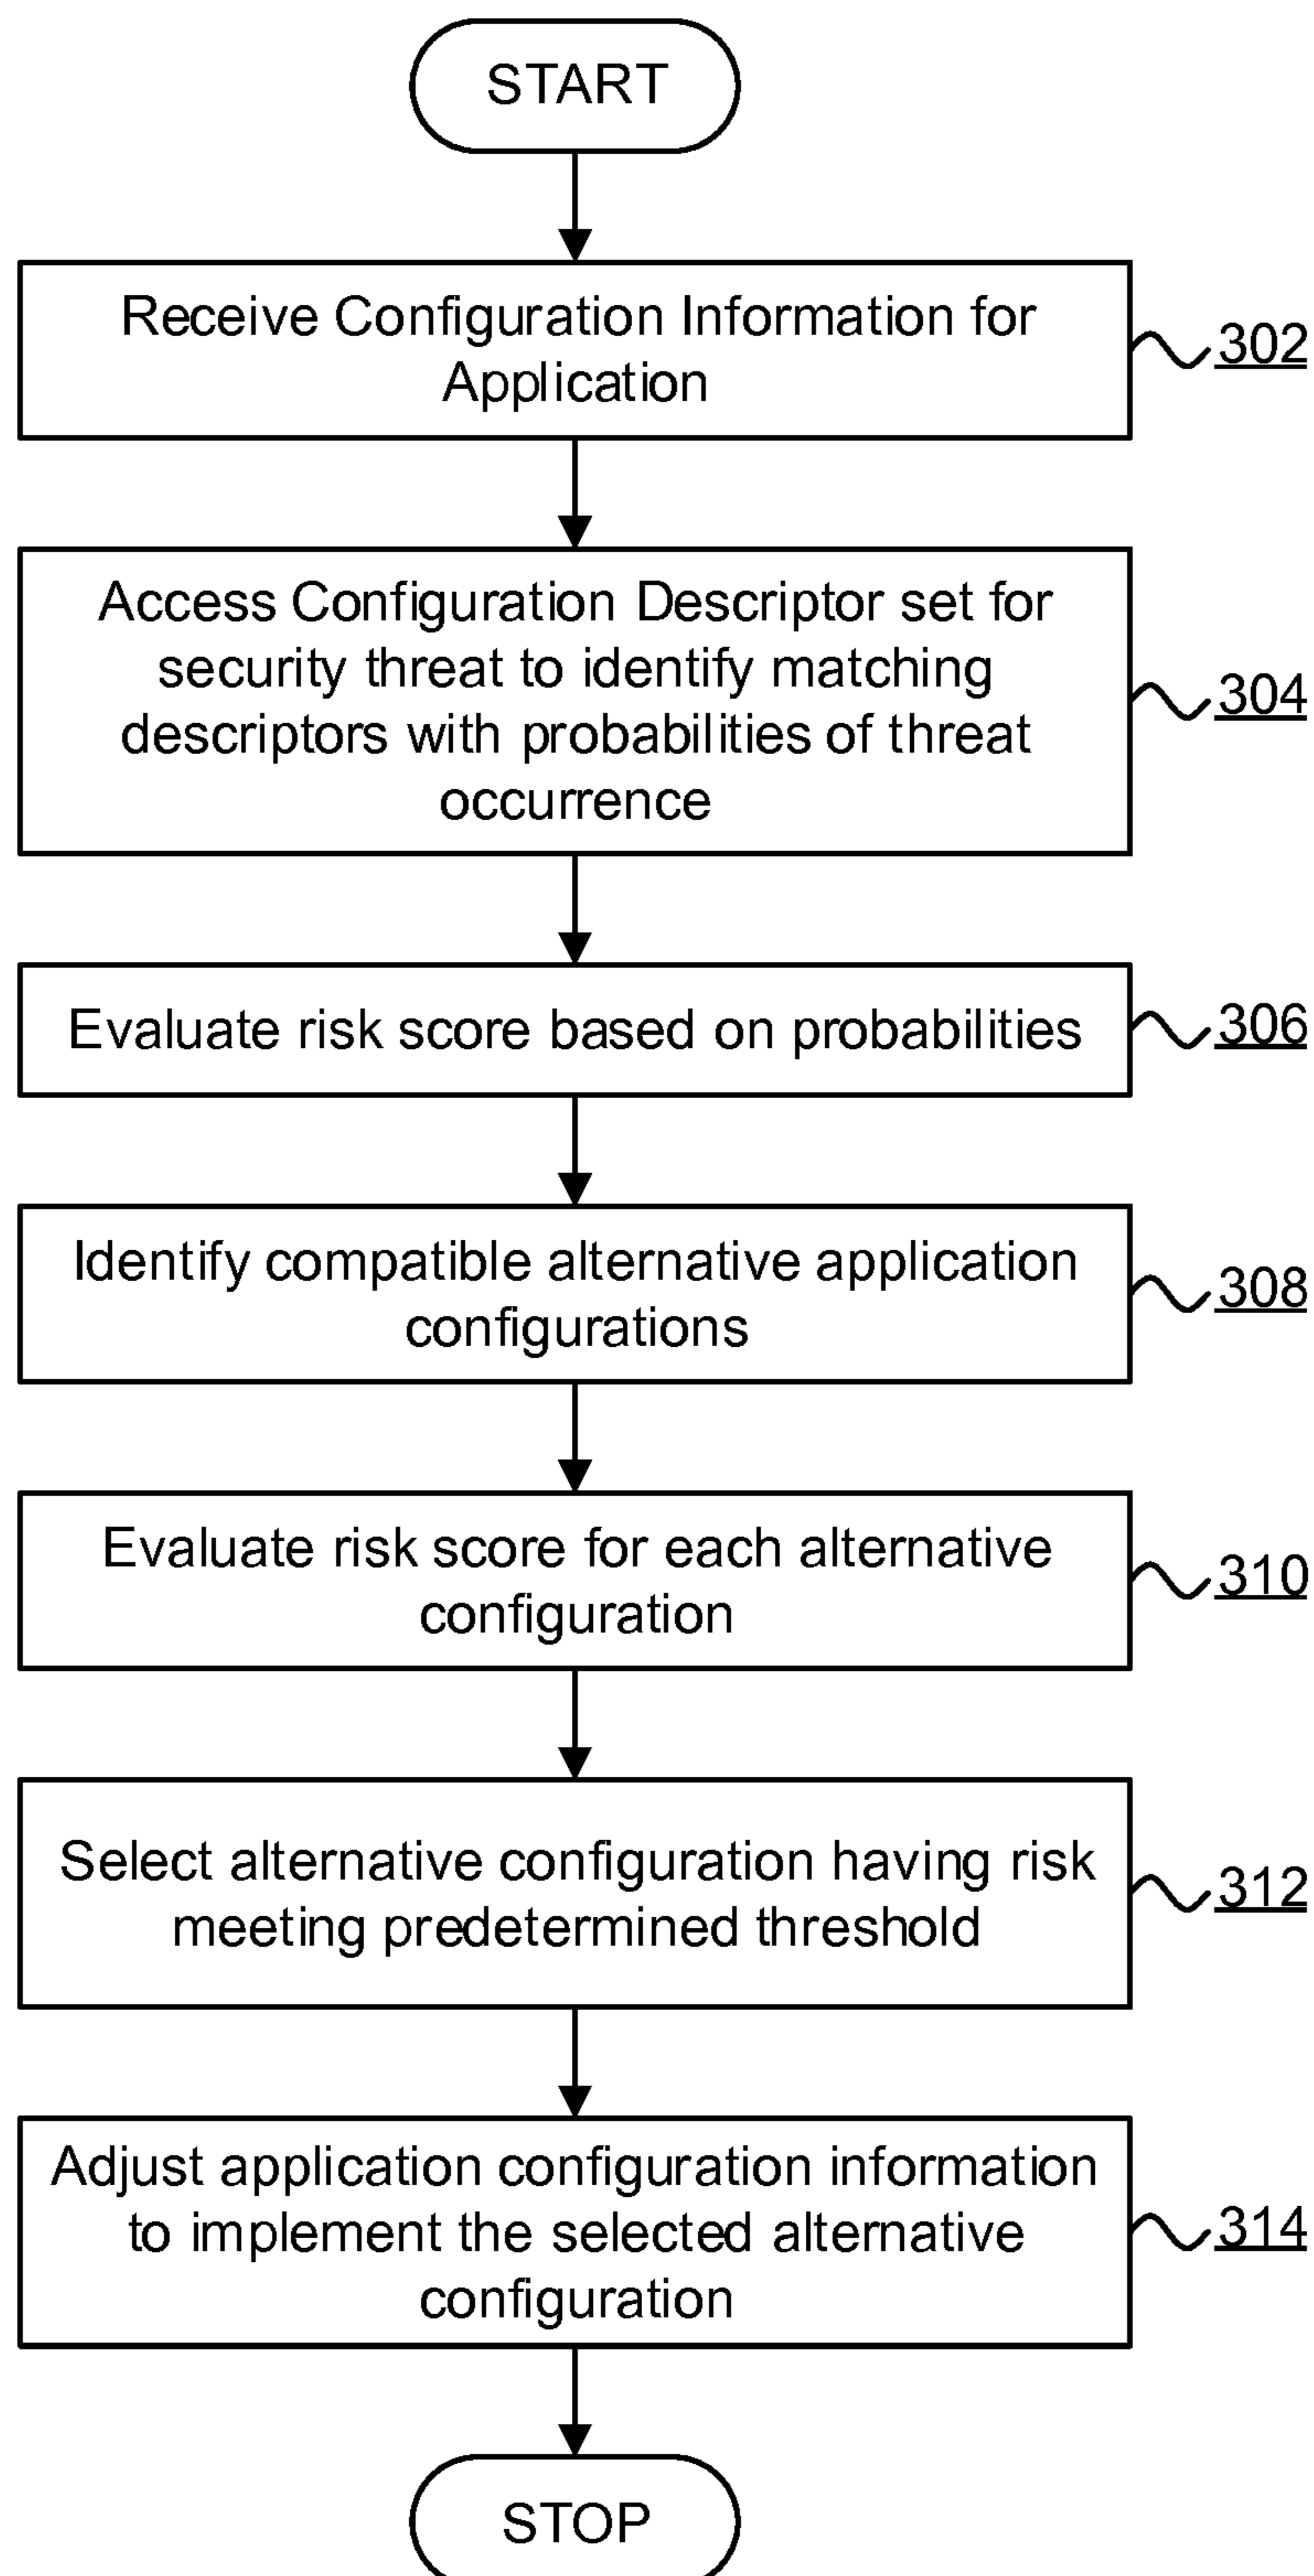 START
Receive Configuration Information for
Application
302
Access Configuration Descriptor set for
security threat to identify matching
descriptors with probabilities of threat
occurrence
304
Evaluate risk score based on probabilities
306
Identify compatible alternative application
configurations
308
Evaluate risk score for each alternative
configuration
310
Select alternative configuration having risk
meeting predetermined threshold
312
Adjust application configuration information
to implement the selected alternative
configuration
314
STOP